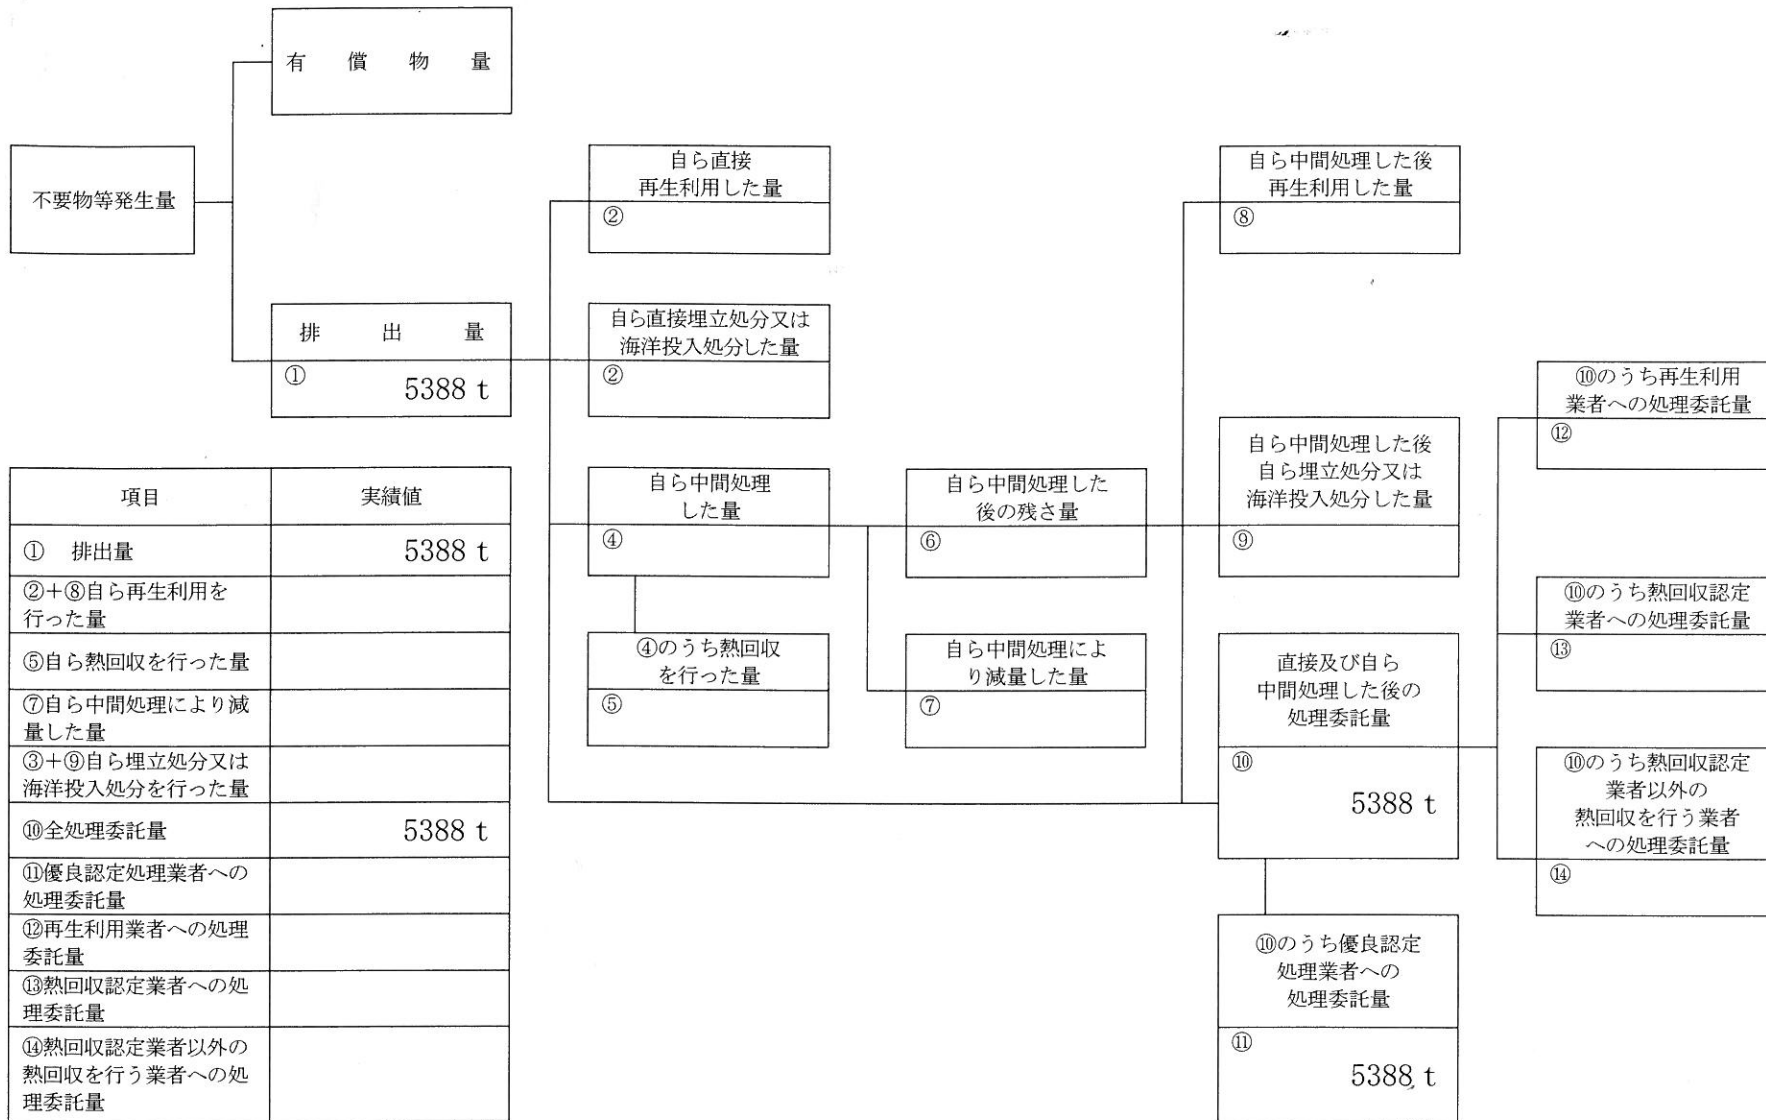 有償物量
不要物等発生量
排出量
① 5388 t
自ら直接
再生利用した量
②
自ら直接埋立処分又は
海洋投入処分した量
②
自ら中間処理
した量
④
④のうち熱回収
を行った量
⑤
自ら中間処理した
後の残さ量
⑥
自ら中間処理によ
り減量した量
⑦
自ら中間処理した後
再生利用した量
⑧
自ら中間処理した後
自ら埋立処分又は
海洋投入処分した量
⑨
直接及び自ら
中間処理した後の
処理委託量
⑩
5388 t
⑩のうち優良認定
処理業者への
処理委託量
⑪
5388 t
⑩のうち再生利用
業者への処理委託量
⑫
⑩のうち熱回収認定
業者への処理委託量
⑬
⑩のうち熱回収認定
業者以外の
熱回収を行う業者
への処理委託量
⑭
項目 実績値
① 排出量 5388 t
②+⑧自ら再生利用を
行った量
⑤自ら熱回収を行った量
⑦自ら中間処理により減
量した量
③+⑨自ら埋立処分又は
海洋投入処分を行った量
⑩全処理委託量 5388 t
⑪優良認定処理業者への
処理委託量
⑫再生利用業者への処理
委託量
⑬熱回収認定業者への処
理委託量
⑭熱回収認定業者以外の
熱回収を行う業者への処
理委託量